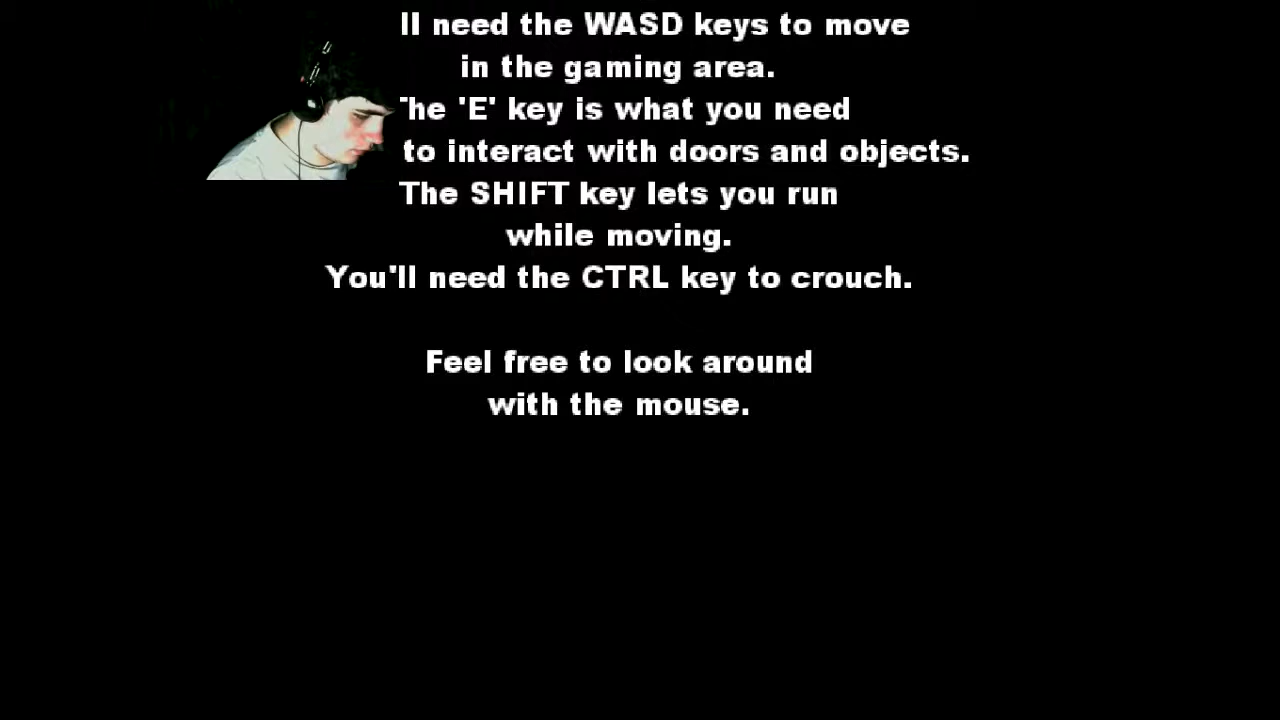 ll need the WASD keys to move
in the gaming area.
The 'E' key is what you need
to interact with doors and objects.
The SHIFT key lets you run
while moving.
You'll need the CTRL key to crouch.
Feel free to look around
with the mouse.